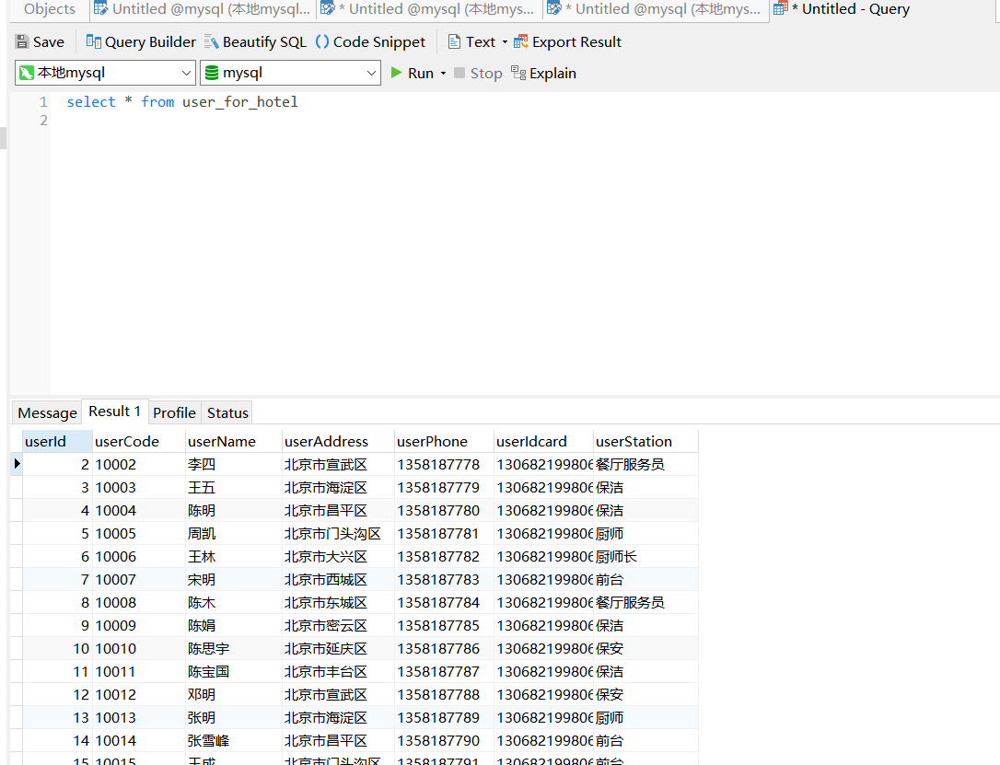 Objects Untitled @mysql (本地mysql... * Untitled @mysql (本地mys... * Untitled @mysql (本地mys... * Untitled - Query
Save Query Builder Beautify SQL () Code Snippet Text Export Result
本地mysql mysql Run Stop Explain
1 select * from user_for_hotel
2
Message Result 1 Profile Status
userId userCode userName userAddress userPhone userIdcard userStation
2 10002 李四 北京市宣武区 1358187778 130682199806 餐厅服务员
3 10003 王五 北京市海淀区 1358187779 130682199806 保洁
4 10004 陈明 北京市昌平区 1358187780 130682199806 保洁
5 10005 周凯 北京市门头沟区 1358187781 130682199806 厨师
6 10006 王林 北京市大兴区 1358187782 130682199806 厨师长
7 10007 宋明 北京市西城区 1358187783 130682199806 前台
8 10008 陈木 北京市东城区 1358187784 130682199806 餐厅服务员
9 10009 陈娟 北京市密云区 1358187785 130682199806 保洁
10 10010 陈思宇 北京市延庆区 1358187786 130682199806 保安
11 10011 陈宝国 北京市丰台区 1358187787 130682199806 保洁
12 10012 邓明 北京市宣武区 1358187788 130682199806 保安
13 10013 张明 北京市海淀区 1358187789 130682199806 厨师
14 10014 张雪峰 北京市昌平区 1358187790 130682199806 前台
15 10015 王成 北京市门头沟区 1358187791 130682199806 前台